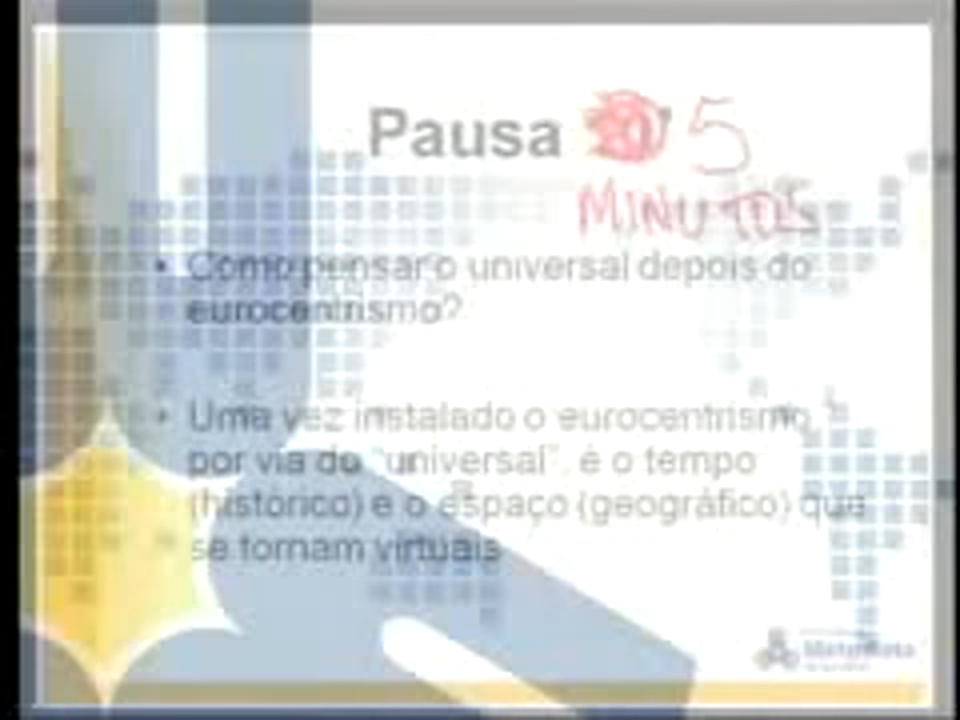 Pausa 5
MINUTOS
• Como pensar o universal depois do
eurocentrismo?
• Uma vez instalado o eurocentrismo,
por via do "universal", é o tempo
(histórico) e o espaço (geográfico) que
se tornam virtuais